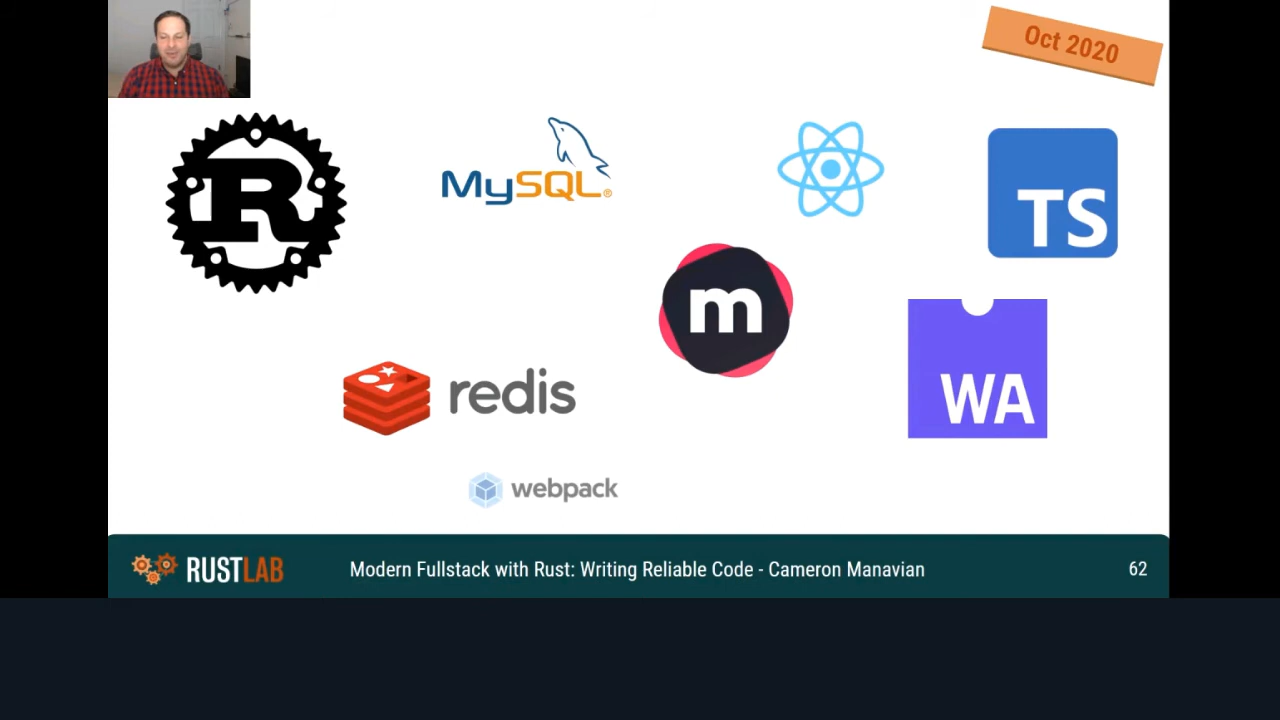 Oct 2020
R
MySQL®
TS
m
redis
WA
webpack
RUSTLAB
Modern Fullstack with Rust: Writing Reliable Code - Cameron Manavian
62